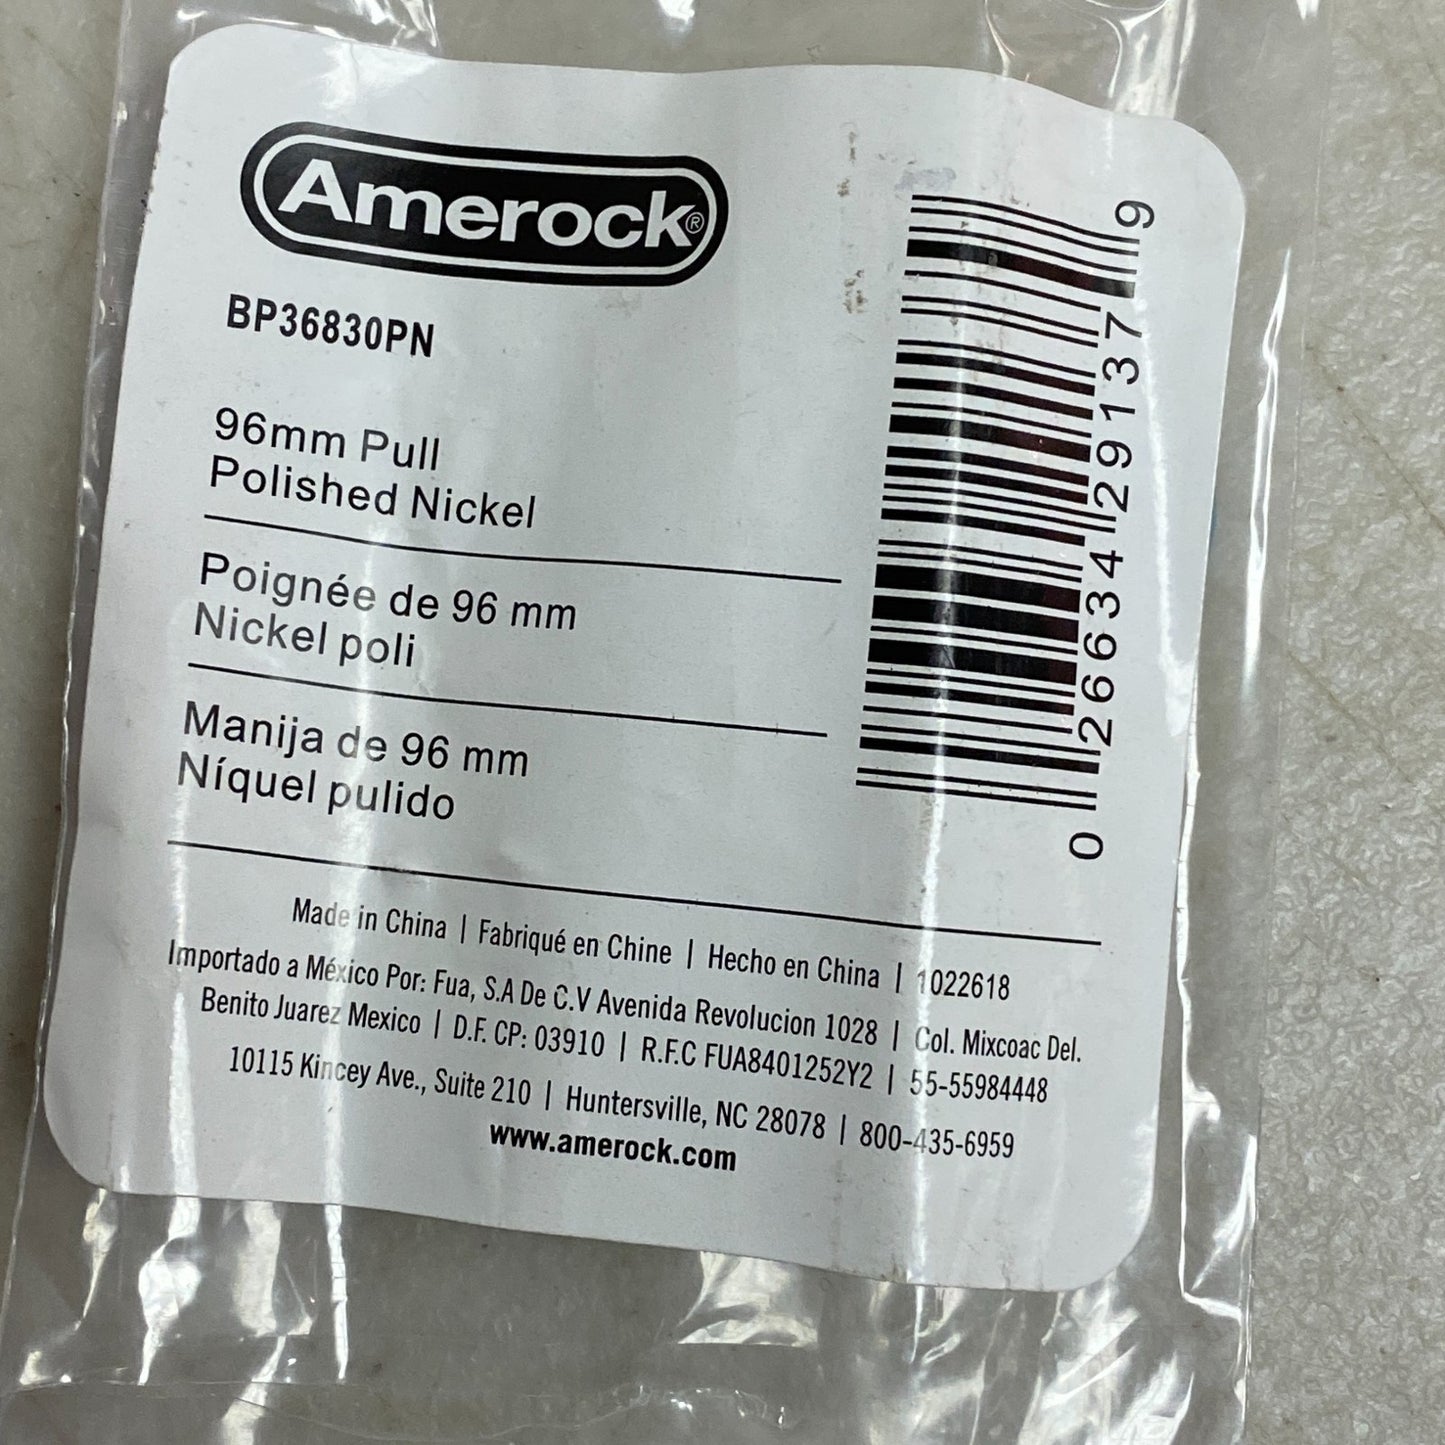 Amerock®
BP36830PN
96mm Pull
Polished Nickel
Poignée de 96 mm
Nickel poli
Manija de 96 mm
Níquel pulido
0 26634 29137 9
Made in China | Fabriqué en Chine | Hecho en China | 1022618
Importado a México Por: Fua, S.A De C.V Avenida Revolucion 1028 | Col. Mixcoac Del.
Benito Juarez Mexico | D.F. CP: 03910 | R.F.C FUA8401252Y2 | 55-55984448
10115 Kincey Ave., Suite 210 | Huntersville, NC 28078 | 800-435-6959
www.amerock.com